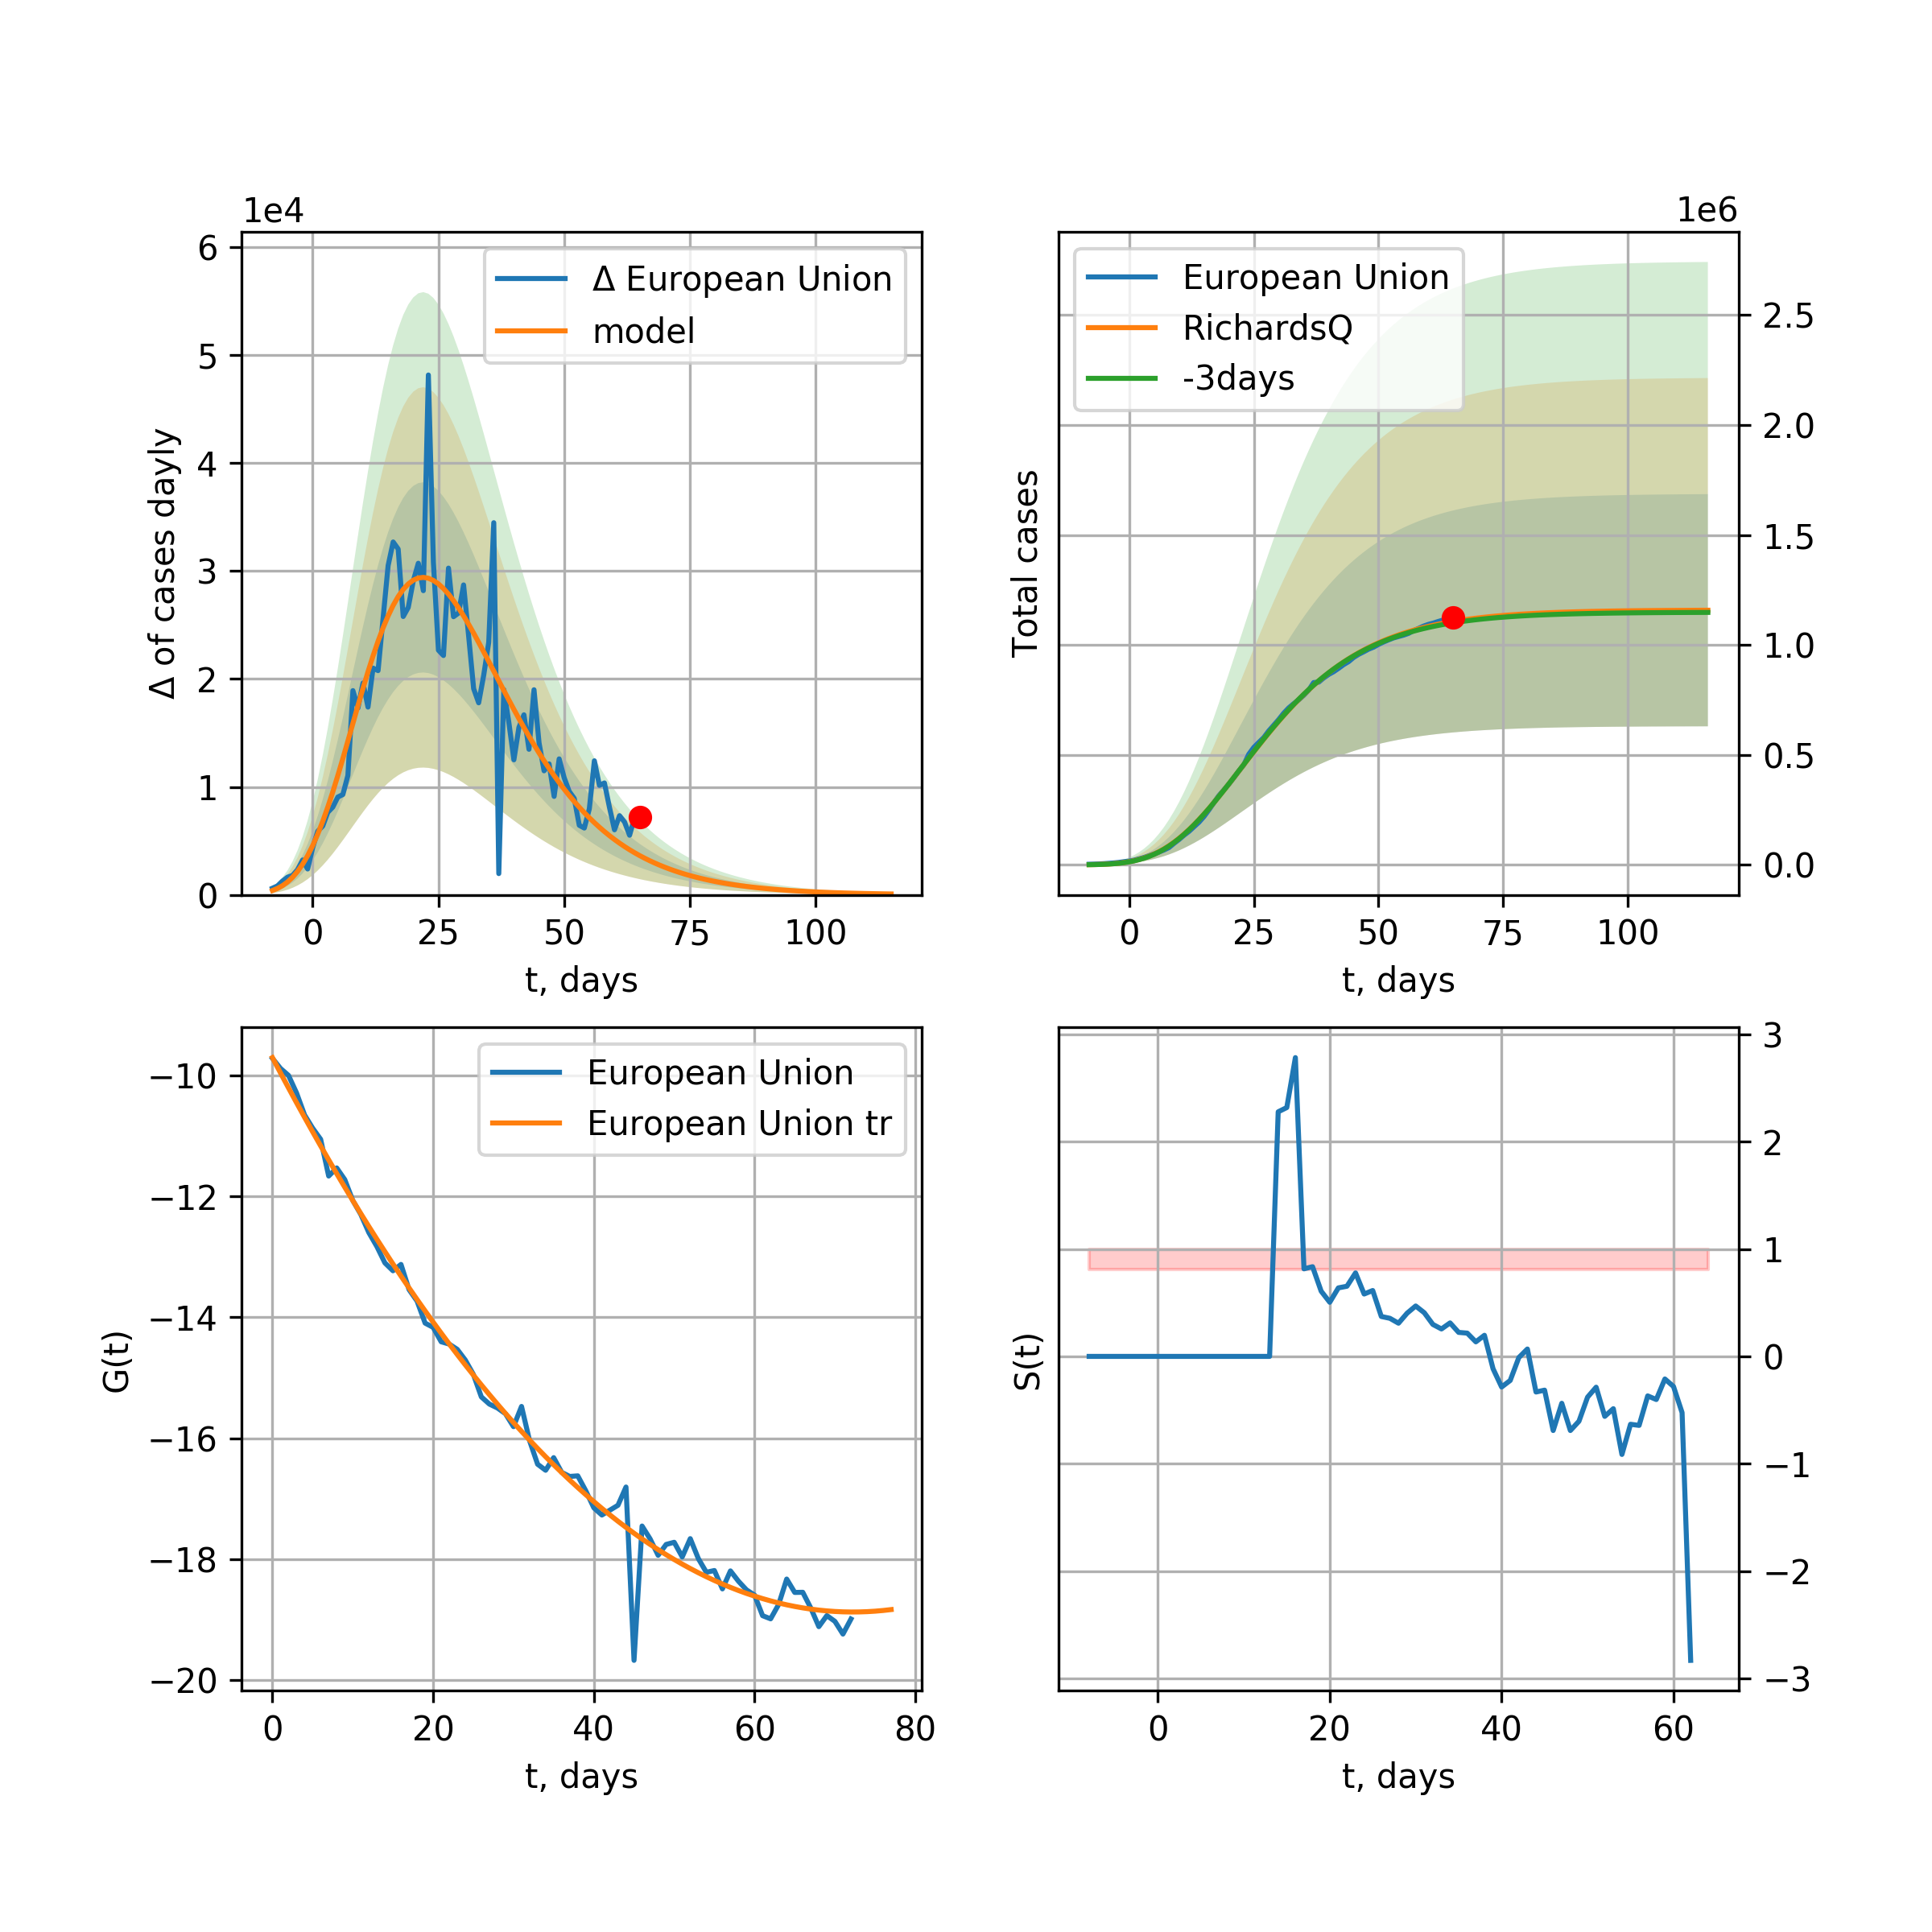 1e4
6
5
4
3
2
1
0
Δ of cases dayly
Δ European Union
model
0 25 50 75 100
t, days
1e6
Total cases
European Union
RichardsQ
-3days
2.5
2.0
1.5
1.0
0.5
0.0
0 25 50 75 100
t, days
G(t)
−10
−12
−14
−16
−18
−20
European Union
European Union tr
0 20 40 60 80
t, days
S(t)
3
2
1
0
−1
−2
−3
0 20 40 60
t, days